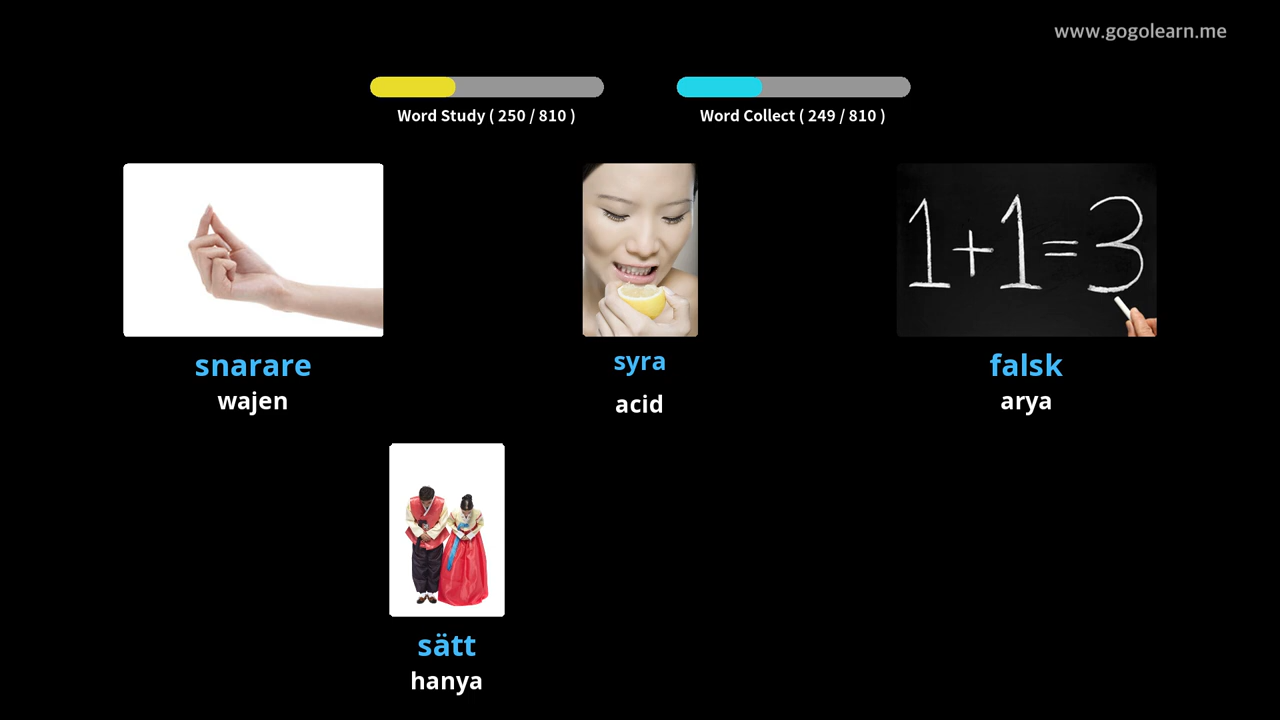 www.gogolearn.me
Word Study ( 250 / 810 )
Word Collect ( 249 / 810 )
1+1=3
snarare
wajen
syra
acid
falsk
arya
sätt
hanya